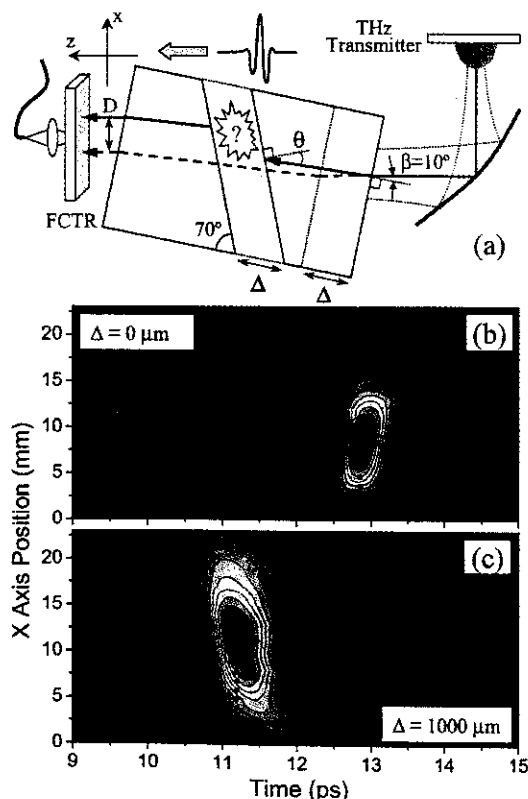 x
z
THz
Transmitter
D
?
θ
β=10°
FCTR
70°
Δ
Δ
(a)
Δ = 0 μm
(b)
20
15
10
5
0
X Axis Position (mm)
(c)
20
15
10
5
0
Δ = 1000 μm
9 10 11 12 13 14 15
Time (ps)